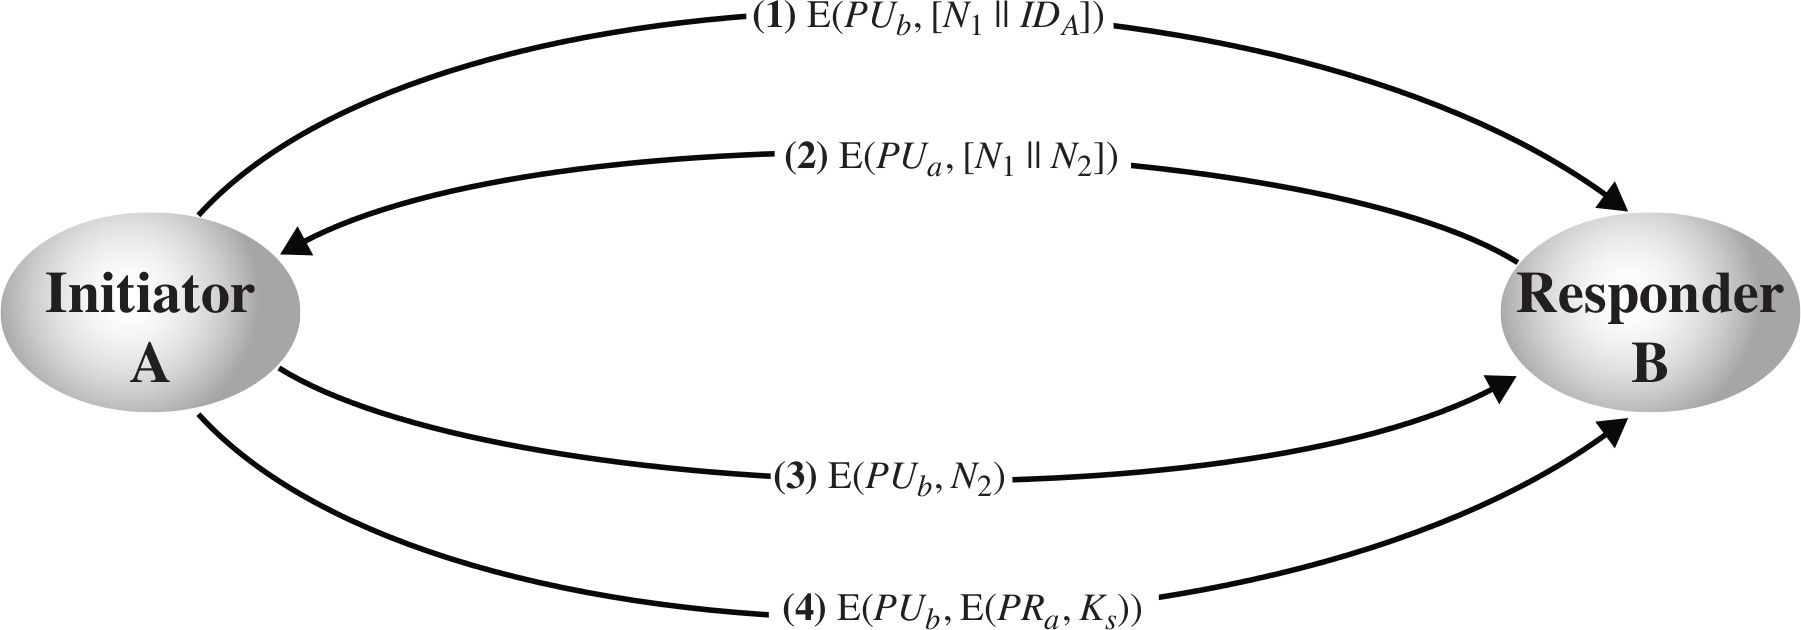 (1) E(PU_b, [N_1 || ID_A])
(2) E(PU_a, [N_1 || N_2])
Initiator
A
Responder
B
(3) E(PU_b, N_2)
(4) E(PU_b, E(PR_a, K_s))